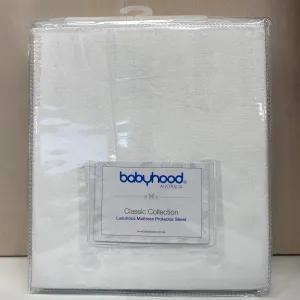 babyhood®
AUSTRALIA
Classic Collection
Luxurious Mattress Protector Sheet